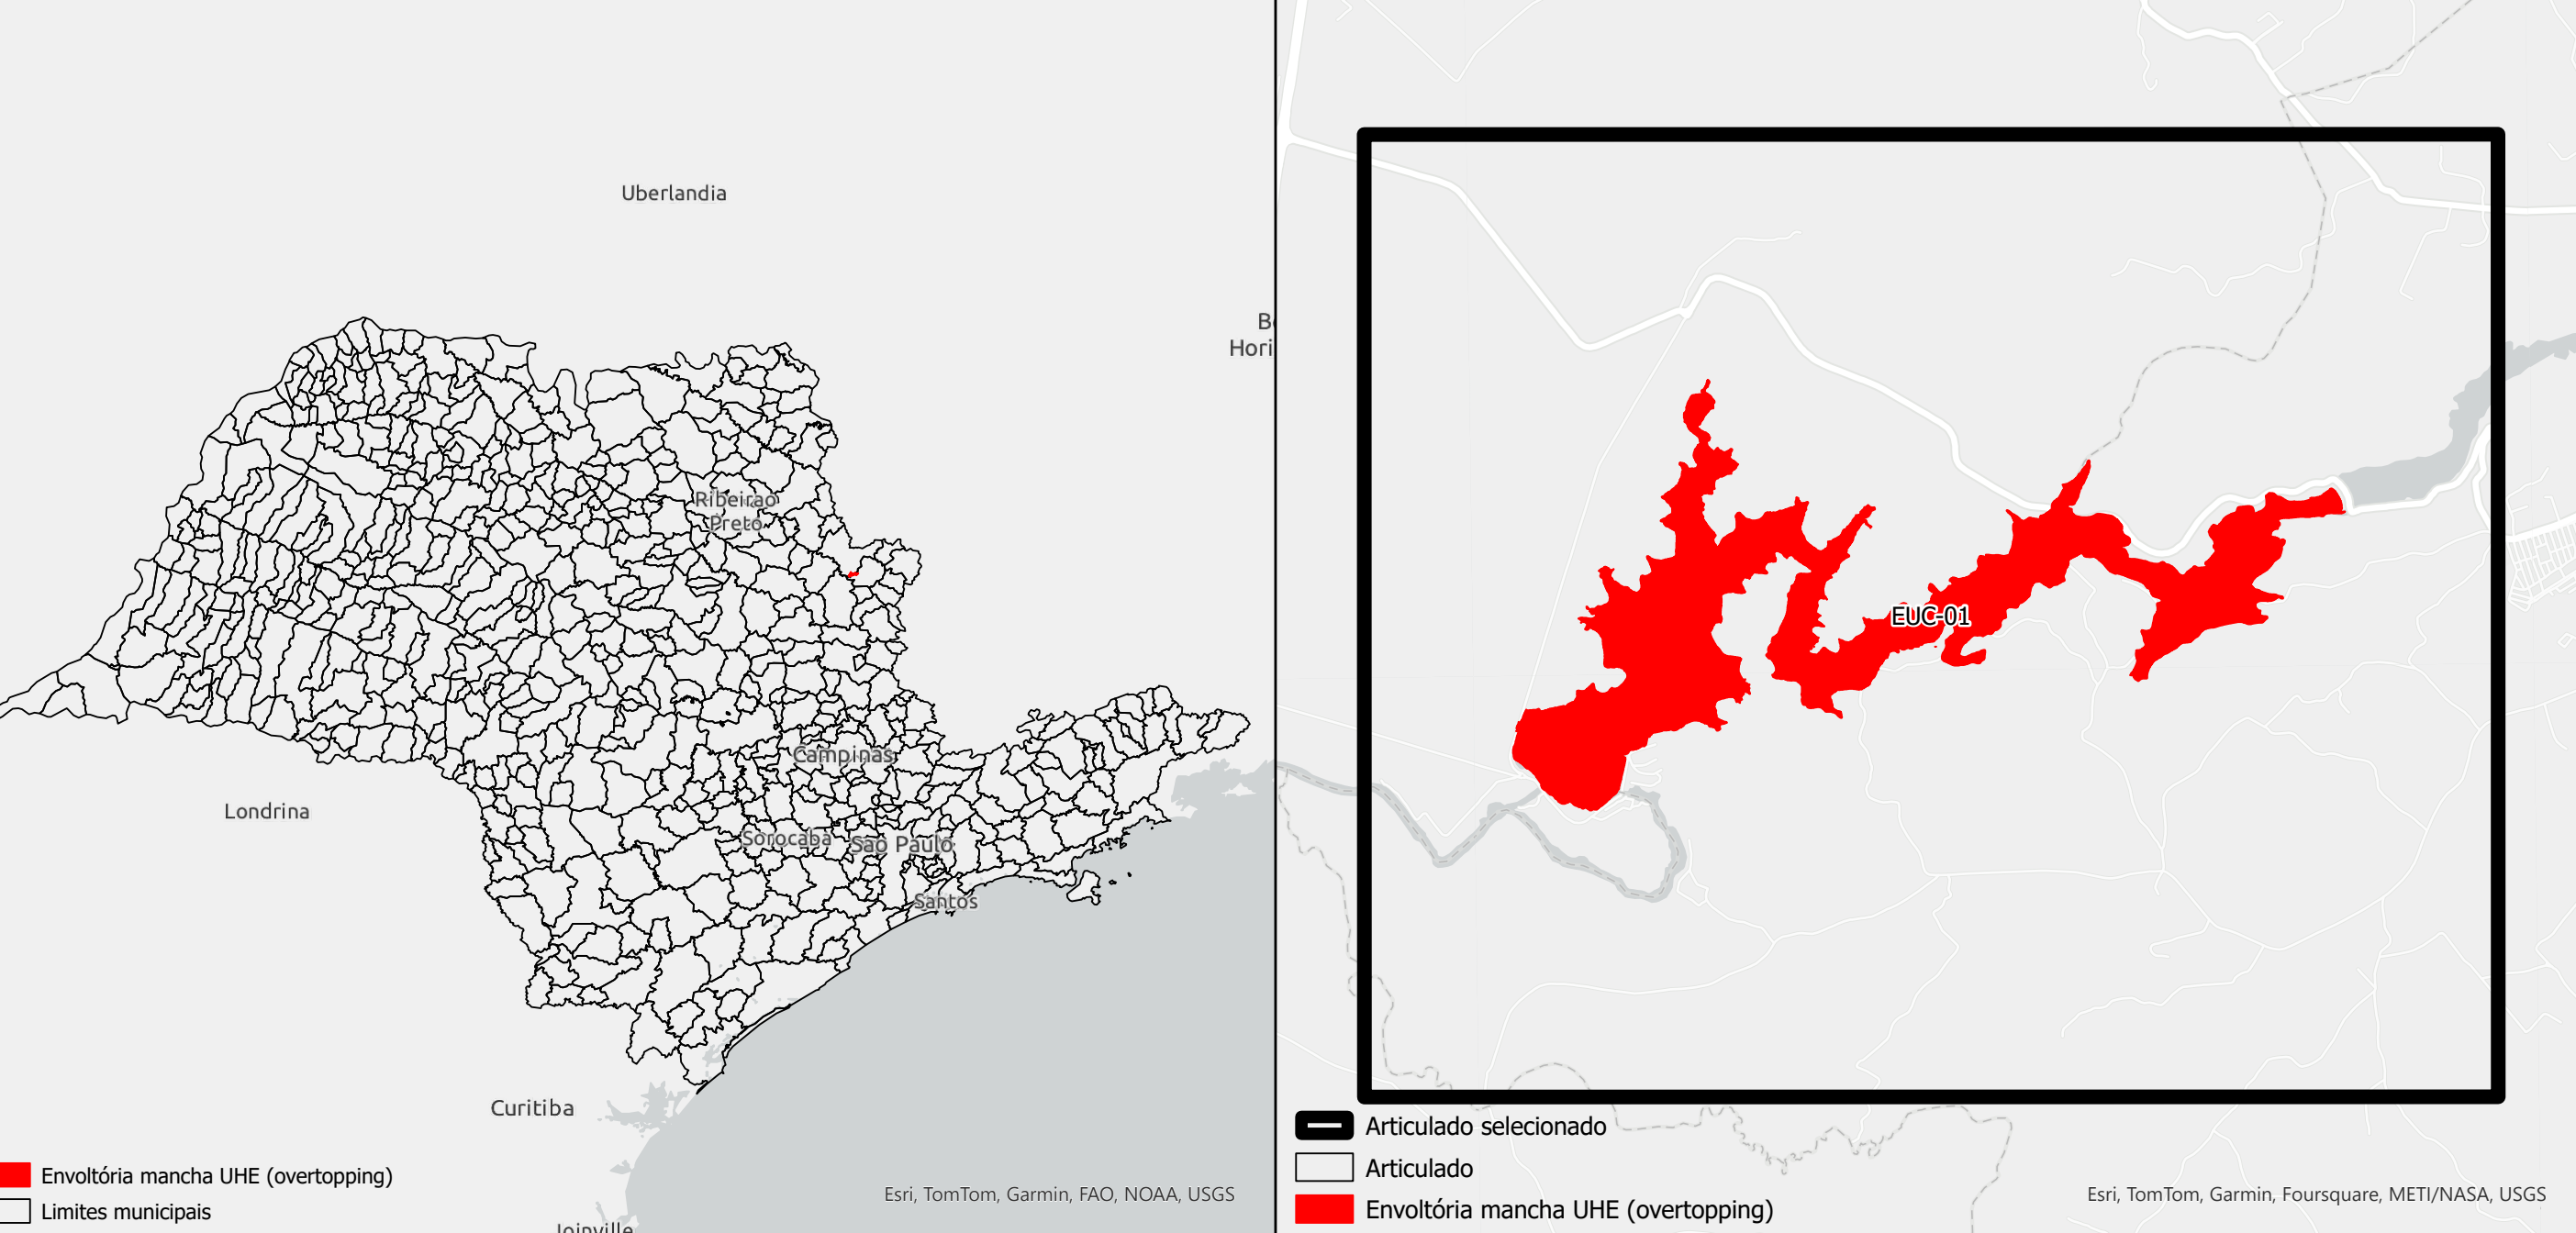 Uberlandia
Be
Hori
Ribeirao
Preto
Campinas
Londrina
Sorocaba
Sao Paulo
Santos
Curitiba
Joinville
Envoltória mancha UHE (overtopping)
Limites municipais
Esri, TomTom, Garmin, FAO, NOAA, USGS
EUC-01
Articulado selecionado
Articulado
Envoltória mancha UHE (overtopping)
Esri, TomTom, Garmin, Foursquare, METI/NASA, USGS